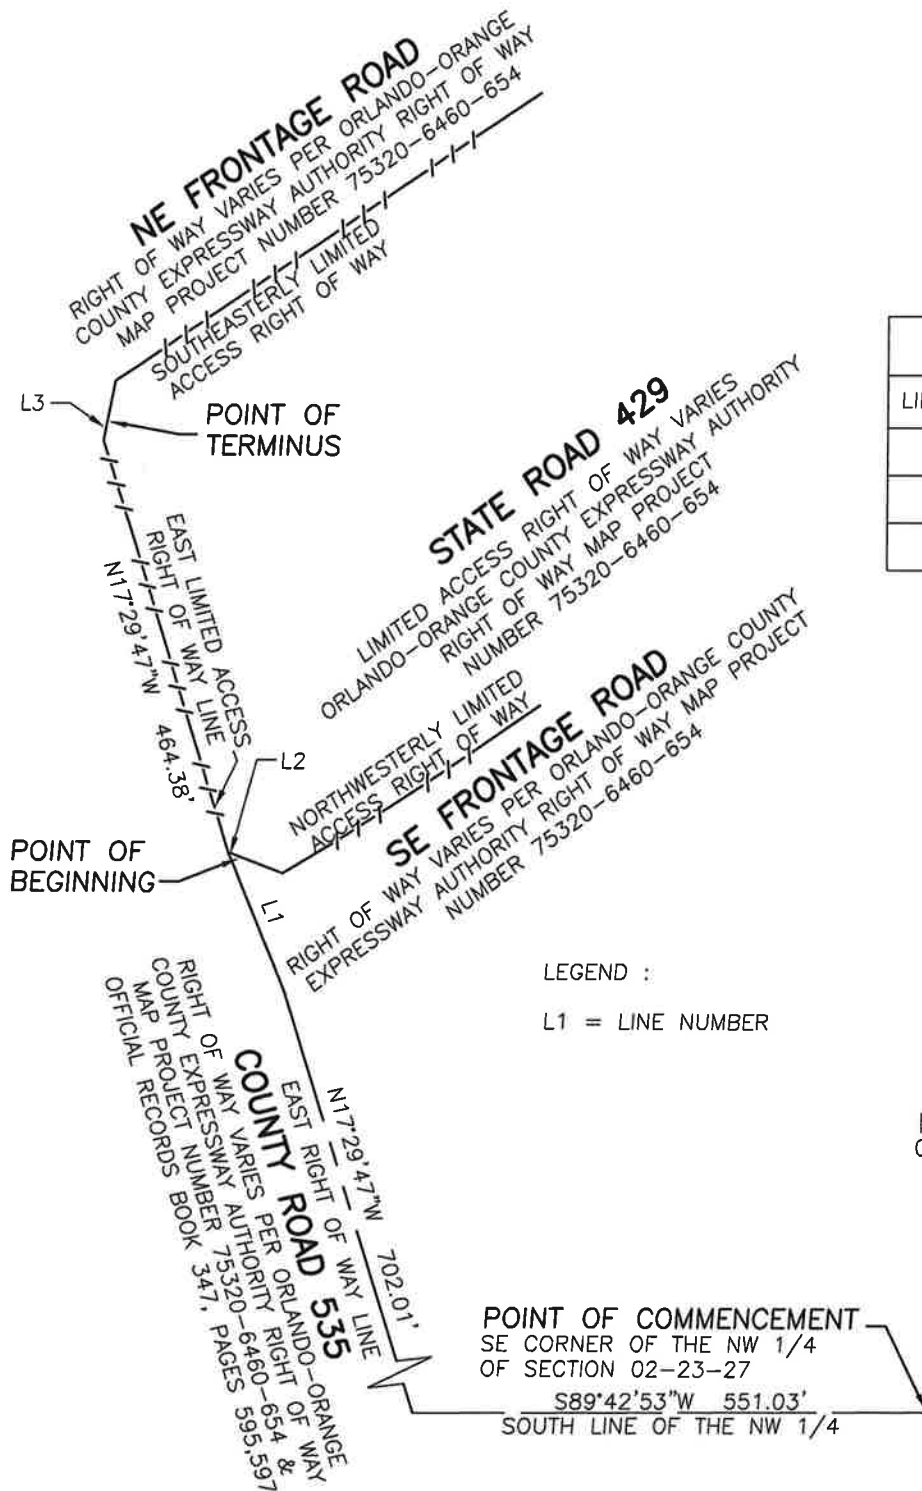 NE FRONTAGE ROAD
RIGHT OF WAY VARIES PER ORLANDO-ORANGE
COUNTY EXPRESSWAY AUTHORITY RIGHT OF WAY
MAP PROJECT NUMBER 75320-6460-654
SOUTHEASTERLY LIMITED
ACCESS RIGHT OF WAY
L3
POINT OF
TERMINUS
STATE ROAD 429
LIMITED ACCESS RIGHT OF WAY VARIES
ORLANDO-ORANGE COUNTY EXPRESSWAY AUTHORITY
RIGHT OF WAY MAP PROJECT
NUMBER 75320-6460-654
EAST LIMITED ACCESS
RIGHT OF WAY LINE
N17°29'47"W 464.38'
L2
NORTHWESTERLY LIMITED
ACCESS RIGHT OF WAY
SE FRONTAGE ROAD
RIGHT OF WAY VARIES PER ORLANDO-ORANGE COUNTY
EXPRESSWAY AUTHORITY RIGHT OF WAY MAP PROJECT
NUMBER 75320-6460-654
POINT OF
BEGINNING
L1
LEGEND :
L1 = LINE NUMBER
N17°29'47"W 702.01'
EAST RIGHT OF WAY LINE
COUNTY ROAD 535
RIGHT OF WAY VARIES PER ORLANDO-ORANGE
COUNTY EXPRESSWAY AUTHORITY RIGHT OF WAY
MAP PROJECT NUMBER 75320-6460-654 &
OFFICIAL RECORDS BOOK 347, PAGES 595,597
POINT OF COMMENCEMENT
SE CORNER OF THE NW 1/4
OF SECTION 02-23-27
S89°42'53"W 551.03'
SOUTH LINE OF THE NW 1/4